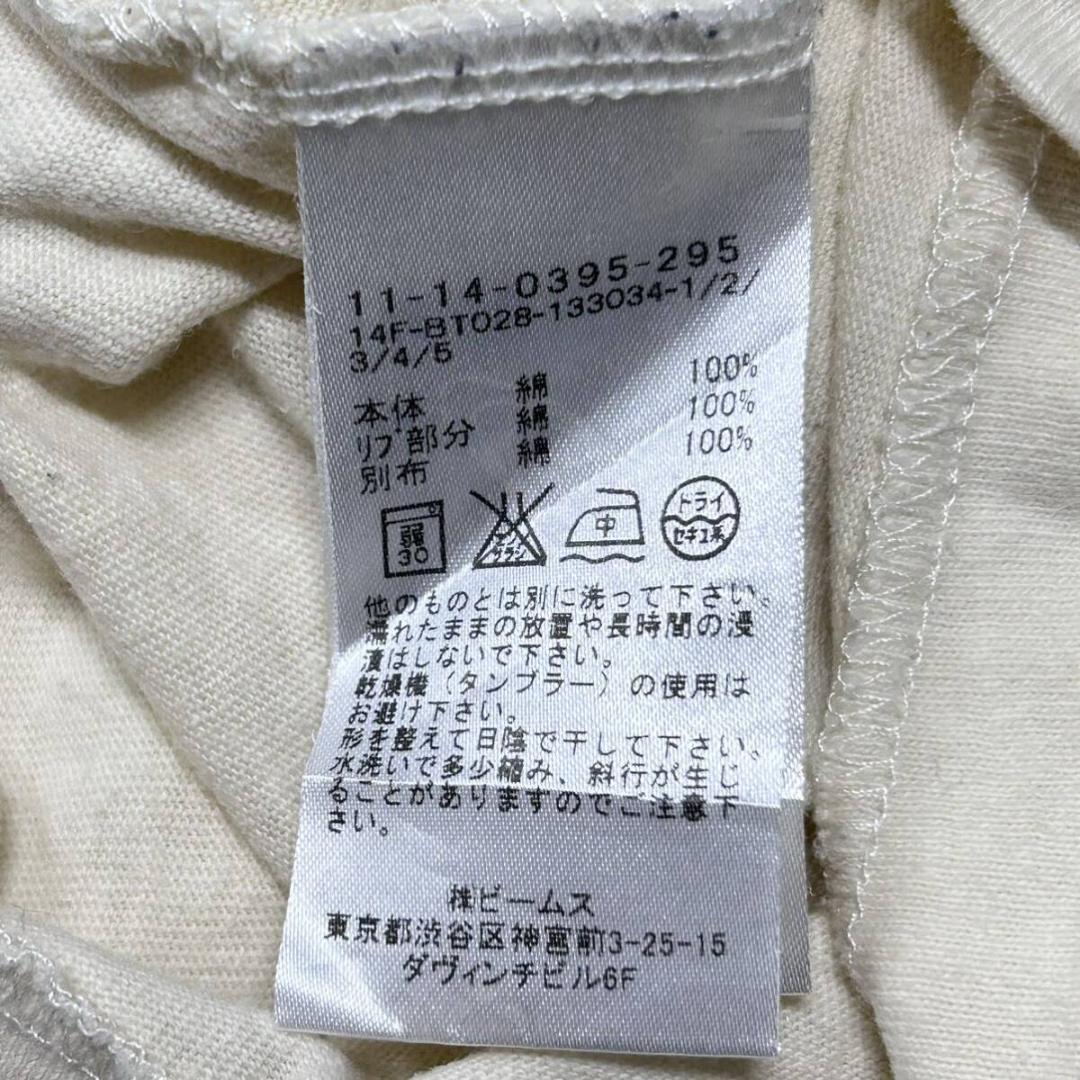 11-14-0395-295
14F-BT028-133034-1/2/
3/4/5
本体 綿 100%
リブ部分 綿 100%
別布 綿 100%
弱 30
エンソ サラシ
中
ドライ セキユ系
他のものとは別に洗って下さい。
濡れたままの放置や長時間の浸
漬はしないで下さい。
乾燥機（タンブラー）の使用は
お避け下さい。
形を整えて日陰で干して下さい。
水洗いで多少縮み、斜行が生じ
ることがありますのでご注意下
さい。
㈱ビームス
東京都渋谷区神宮前3-25-15
ダヴィンチビル6F